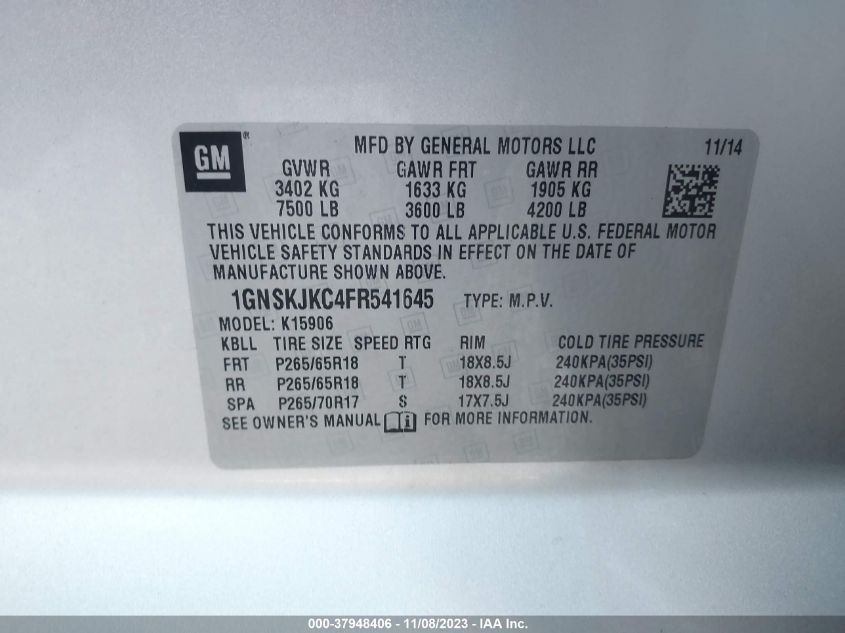 GM ®
MFD BY GENERAL MOTORS LLC 11/14
GVWR GAWR FRT GAWR RR
3402 KG 1633 KG 1905 KG
7500 LB 3600 LB 4200 LB
THIS VEHICLE CONFORMS TO ALL APPLICABLE U.S. FEDERAL MOTOR
VEHICLE SAFETY STANDARDS IN EFFECT ON THE DATE OF
MANUFACTURE SHOWN ABOVE.
1GNSKJKC4FR541645 TYPE: M.P.V.
MODEL: K15906
KBLL TIRE SIZE SPEED RTG RIM COLD TIRE PRESSURE
FRT P265/65R18 T 18X8.5J 240KPA(35PSI)
RR P265/65R18 T 18X8.5J 240KPA(35PSI)
SPA P265/70R17 S 17X7.5J 240KPA(35PSI)
SEE OWNER'S MANUAL FOR MORE INFORMATION.
000-37948406 - 11/08/2023 - IAA Inc.